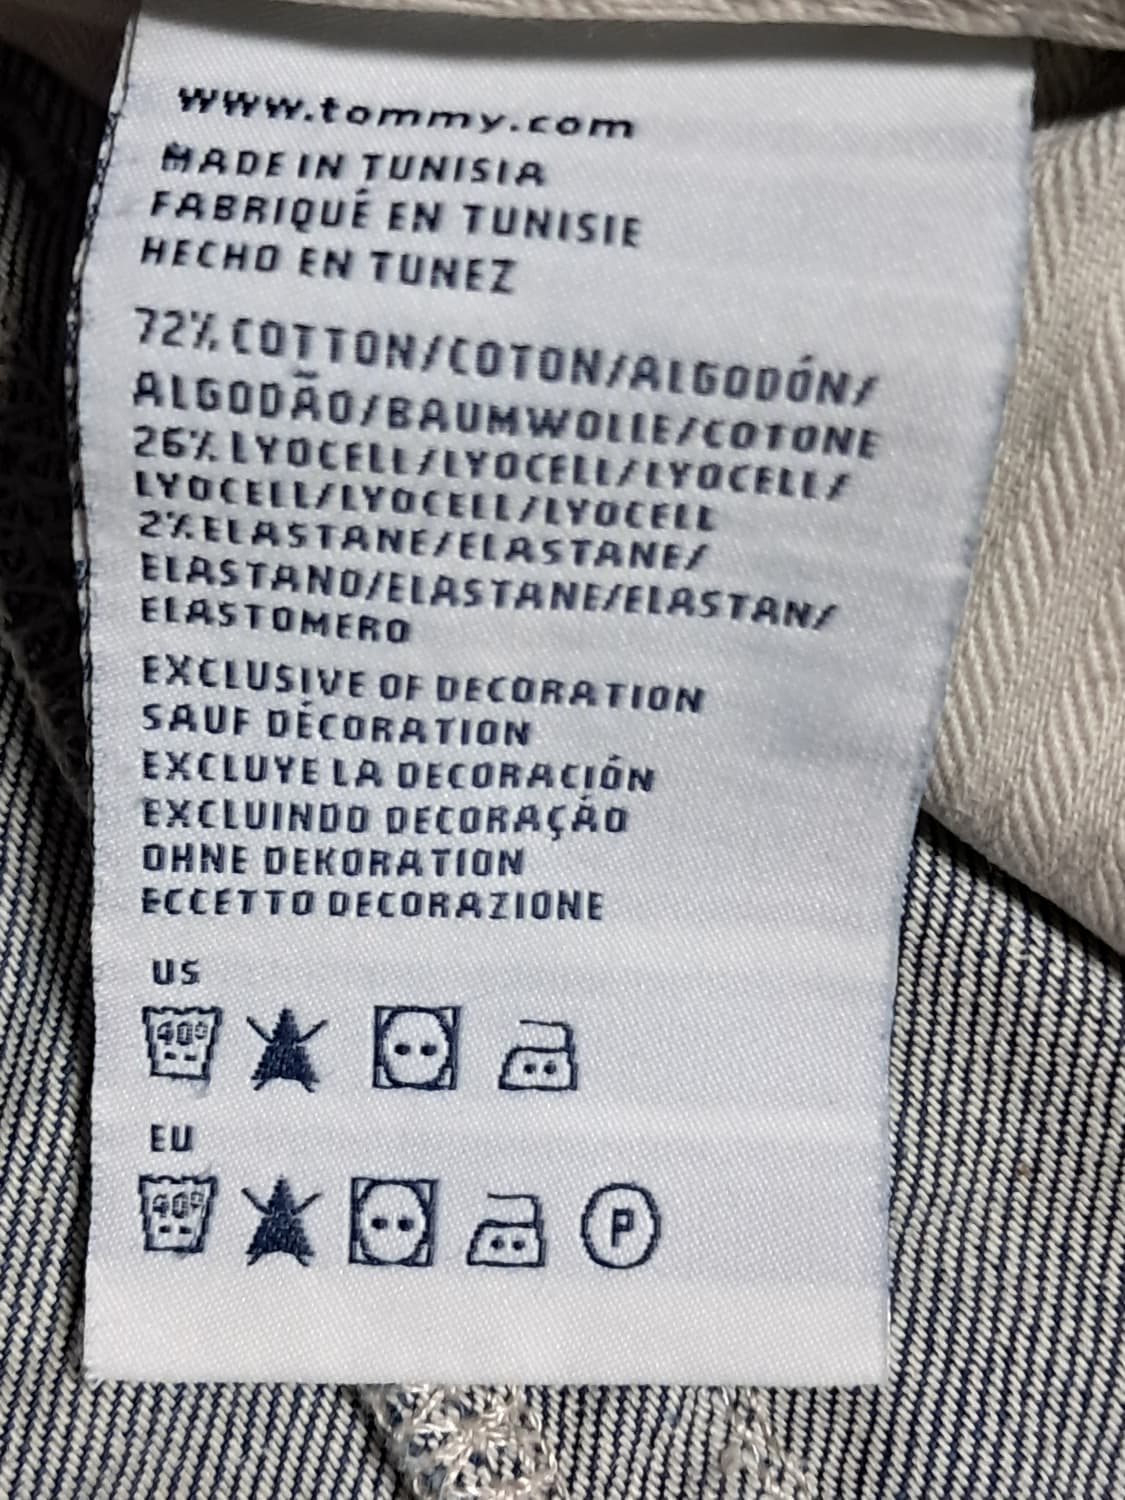 www.tommy.com
MADE IN TUNISIA
FABRIQUÉ EN TUNISIE
HECHO EN TUNEZ
72% COTTON/COTON/ALGODÓN/
ALGODÃO/BAUMWOLLE/COTONE
26% LYOCELL/LYOCELL/LYOCELL/
LYOCELL/LYOCELL/LYOCELL
2% ELASTANE/ELASTANE/
ELASTANO/ELASTANE/ELASTAN/
ELASTOMERO
EXCLUSIVE OF DECORATION
SAUF DÉCORATION
EXCLUYE LA DECORACIÓN
EXCLUINDO DECORAÇÃO
OHNE DEKORATION
ECCETTO DECORAZIONE
US
40°
EU
40° P